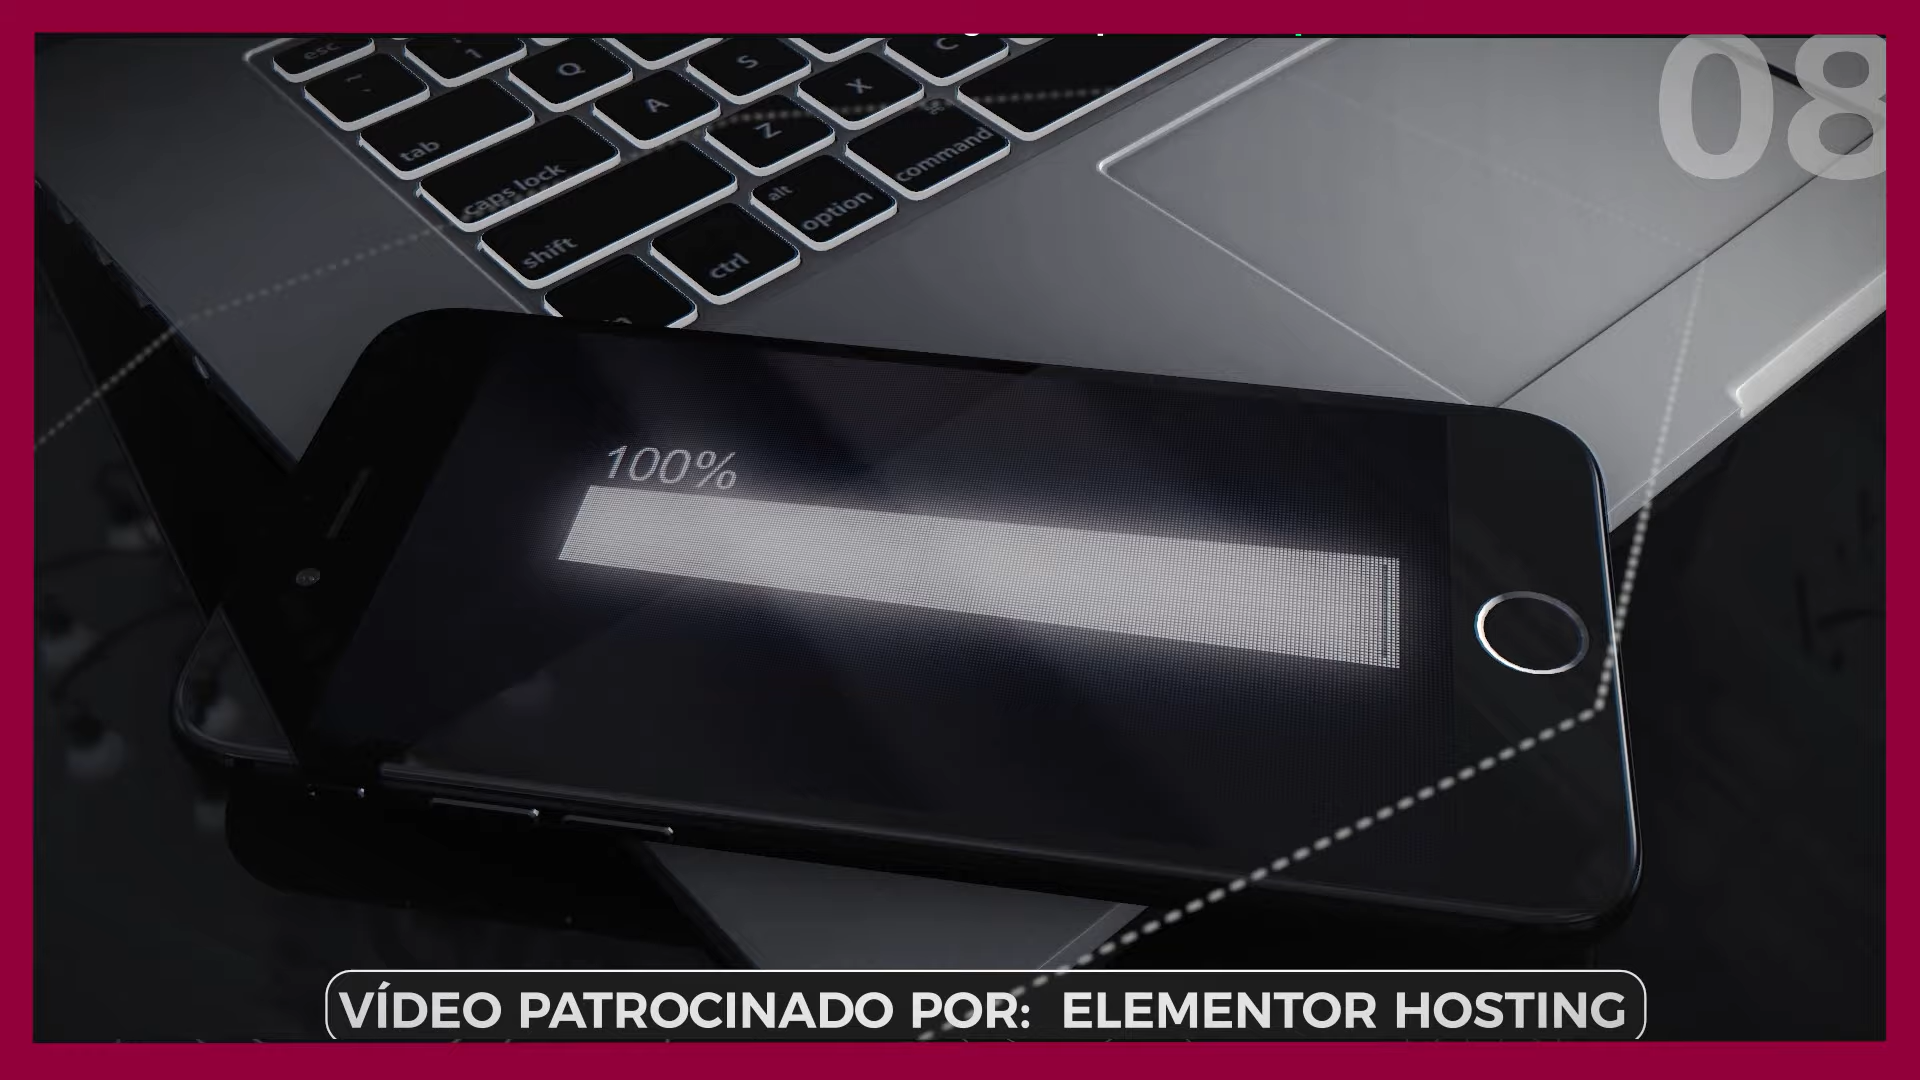 08
esc
1
~
Q
S
C
tab
A
X
caps lock
Z
command
shift
alt
option
ctrl
100%
VÍDEO PATROCINADO POR: ELEMENTOR HOSTING